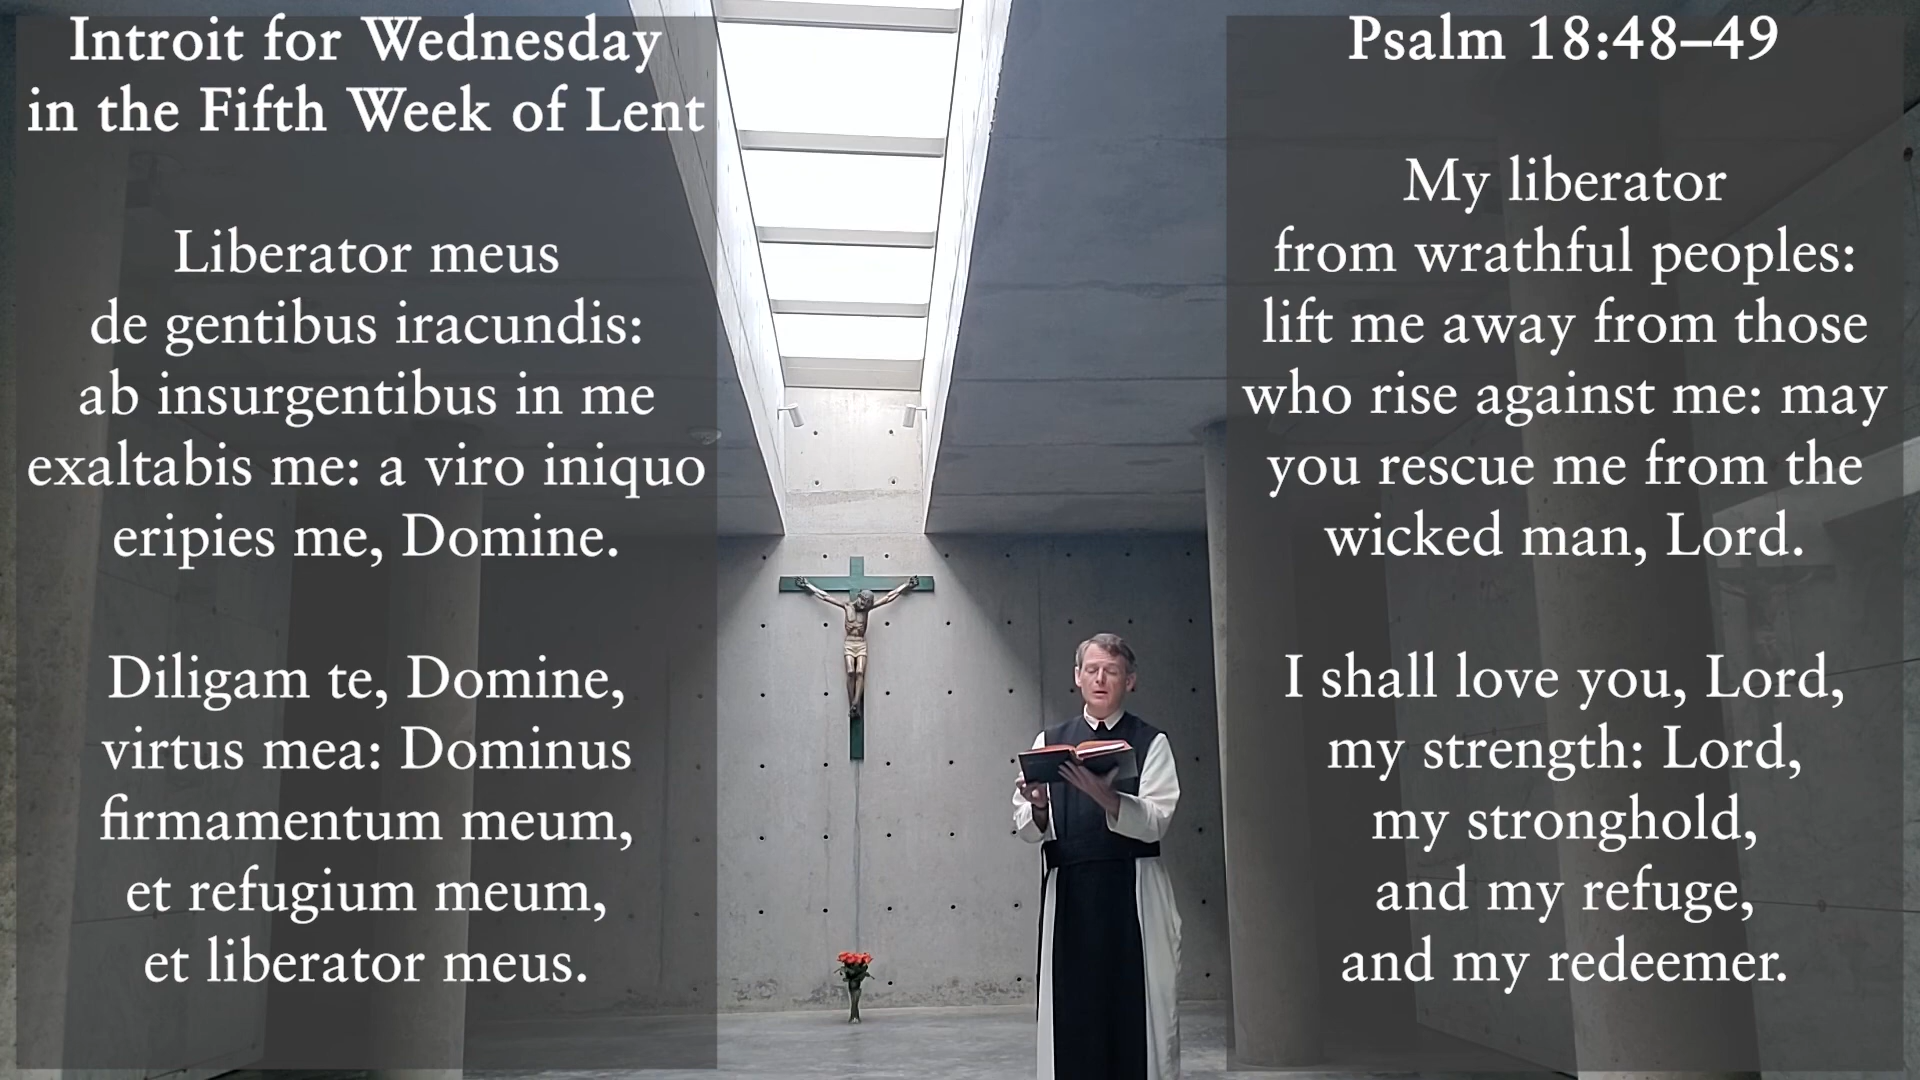 Introit for Wednesday
in the Fifth Week of Lent
Liberator meus
de gentibus iracundis:
ab insurgentibus in me
exaltabis me: a viro iniquo
eripies me, Domine.
Diligam te, Domine,
virtus mea: Dominus
firmamentum meum,
et refugium meum,
et liberator meus.
Psalm 18:48–49
My liberator
from wrathful peoples:
lift me away from those
who rise against me: may
you rescue me from the
wicked man, Lord.
I shall love you, Lord,
my strength: Lord,
my stronghold,
and my refuge,
and my redeemer.